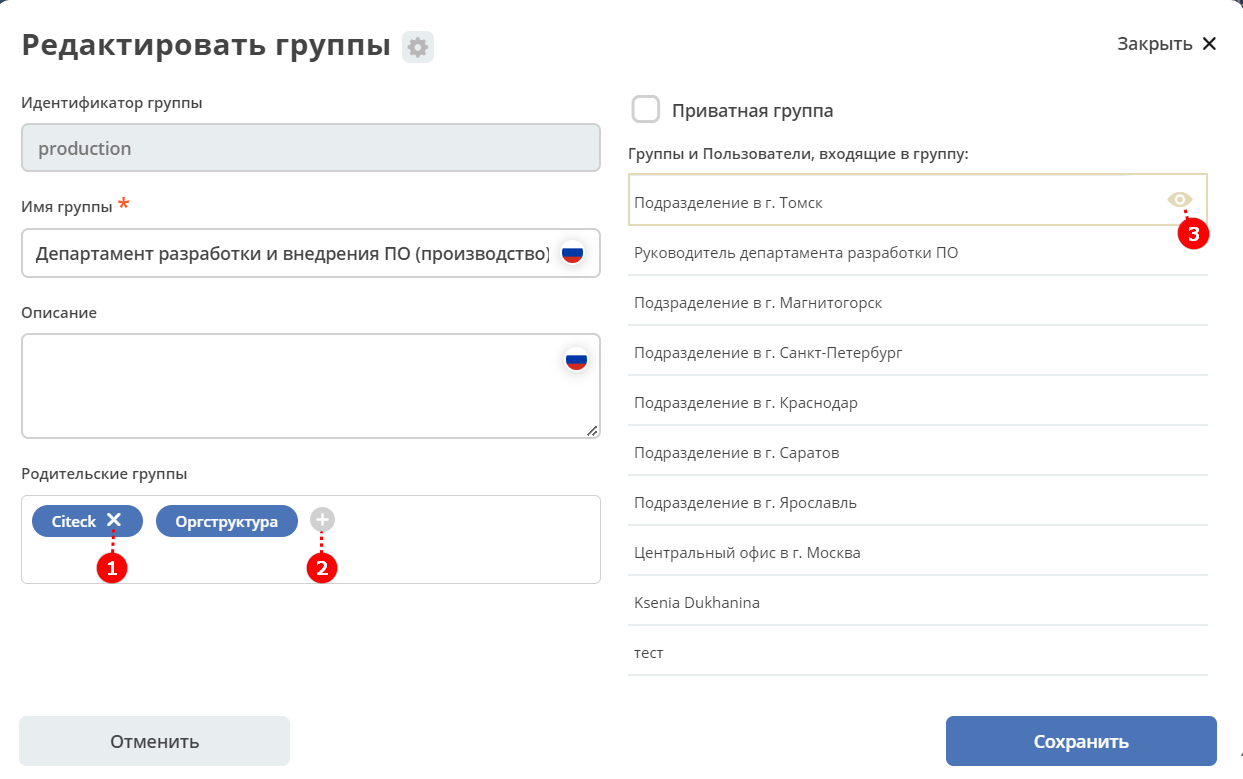 Редактировать группы
Закрыть
Идентификатор группы
production
Имя группы *
Департамент разработки и внедрения ПО (производство)
Описание
Родительские группы
Citeck
Оргструктура
1
2
Приватная группа
Группы и Пользователи, входящие в группу:
Подразделение в г. Томск
3
Руководитель департамента разработки ПО
Подзраделение в г. Магнитогорск
Подразделение в г. Санкт-Петербург
Подразделение в г. Краснодар
Подразделение в г. Саратов
Подразделение в г. Ярославль
Центральный офис в г. Москва
Ksenia Dukhanina
тест
Отменить
Сохранить